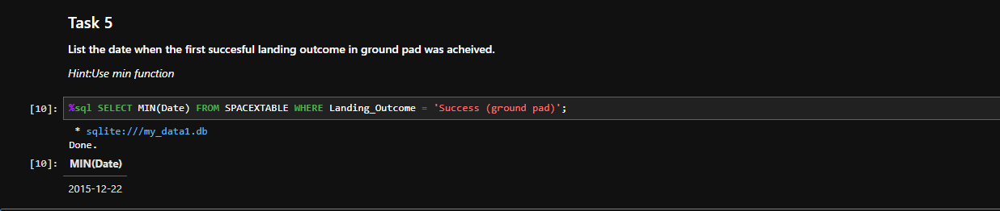 Task 5
List the date when the first succesful landing outcome in ground pad was acheived.
Hint:Use min function
[10]: %sql SELECT MIN(Date) FROM SPACEXTABLE WHERE Landing_Outcome = 'Success (ground pad)';
* sqlite:///my_data1.db
Done.
[10]: MIN(Date)
2015-12-22